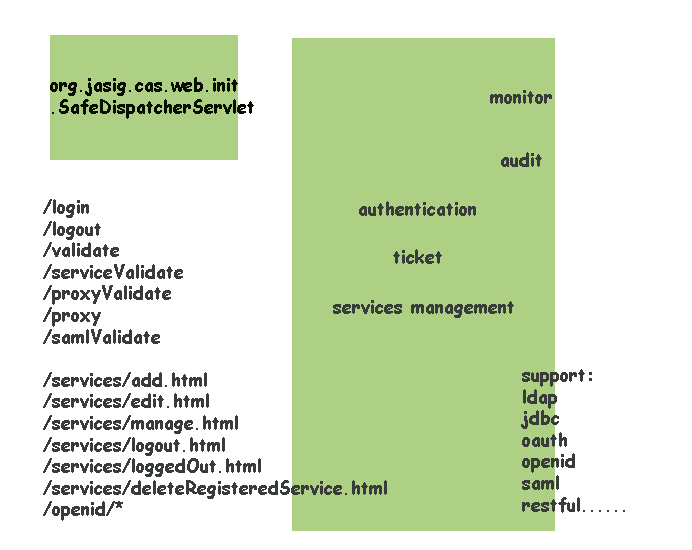 org.jasig.cas.web.init
.SafeDispatcherServlet
/login
/logout
/validate
/serviceValidate
/proxyValidate
/proxy
/samlValidate
/services/add.html
/services/edit.html
/services/manage.html
/services/logout.html
/services/loggedOut.html
/services/deleteRegisteredService.html
/openid/*
monitor
audit
authentication
ticket
services management
support:
ldap
jdbc
oauth
openid
saml
restful......